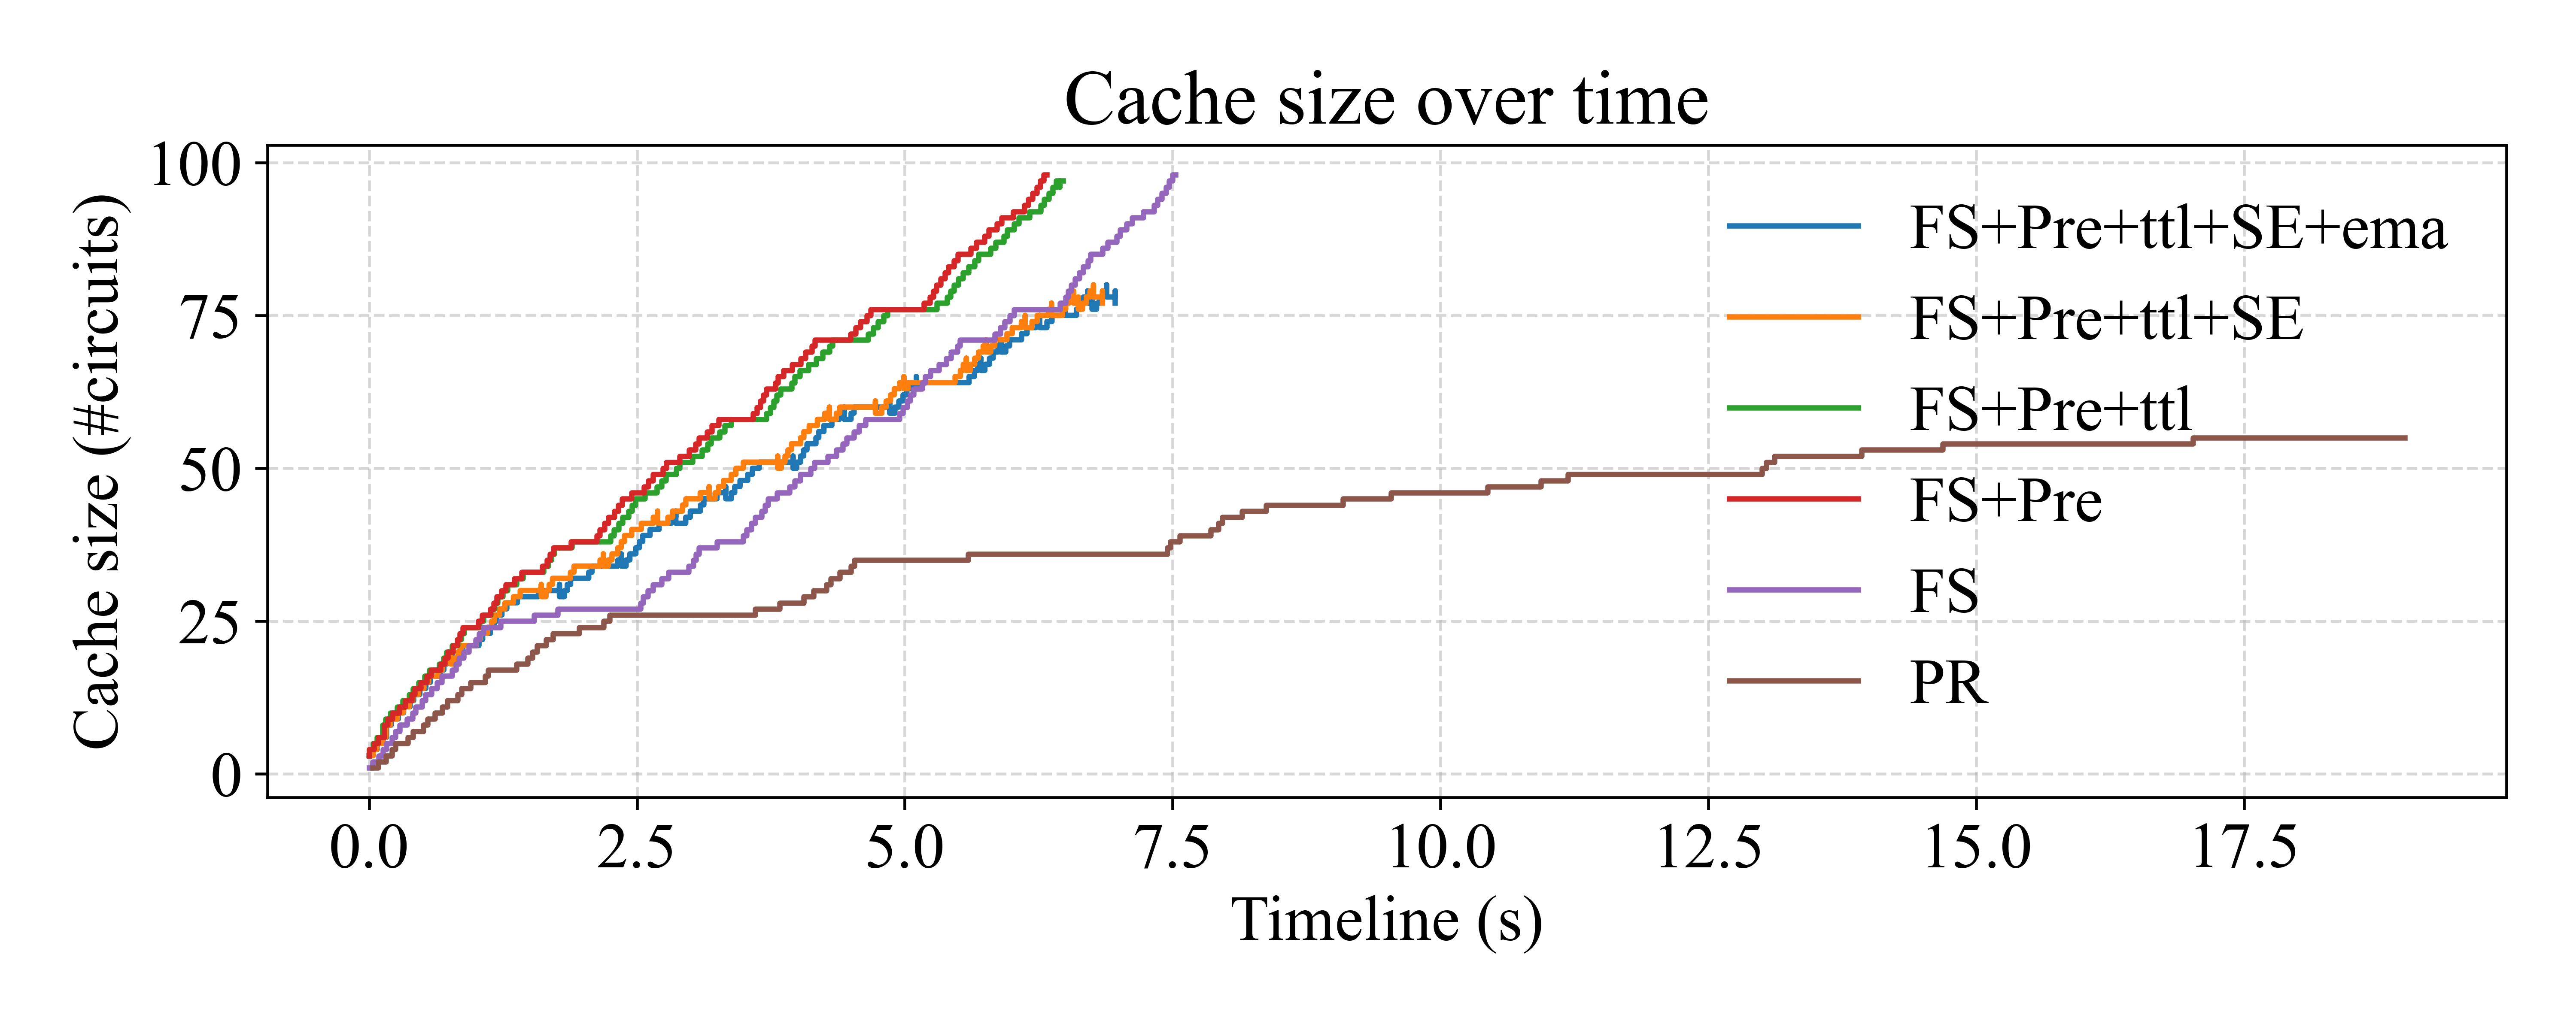 Cache size over time
100
75
50
25
0
Cache size (#circuits)
FS+Pre+ttl+SE+ema
FS+Pre+ttl+SE
FS+Pre+ttl
FS+Pre
FS
PR
0.0 2.5 5.0 7.5 10.0 12.5 15.0 17.5
Timeline (s)